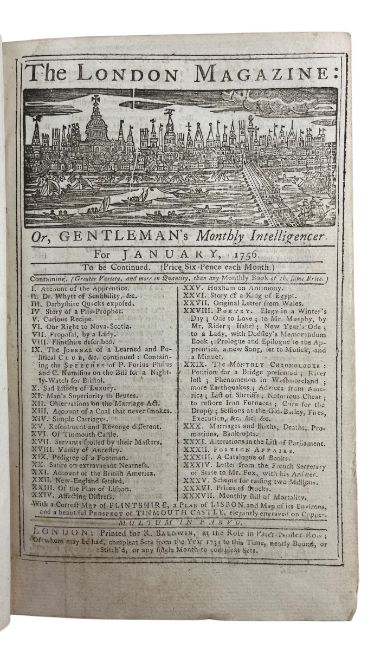 The LONDON MAGAZINE:
Or, GENTLEMAN's Monthly Intelligencer
For JANUARY, 1756
To be Continued. (Price Six-Pence each Month.)
Containing, (Greater Variety, and more in Quantity, than any Monthly Book of the same Price.)
I. Account of the Apprentice.
II. Dr. Whytt of Sensibility, &c.
III. Derbyshire Quacks exposed.
IV. Story of a Fire-Prophet.
V. Curious Recipe.
VI. Our Right to Nova-Scotia.
VII. Proposal, by a Lady.
VIII. Flintshire described.
IX. The JOURNAL of a Learned and Political CLUB, &c. continued: Containing the SPEECHES of P. Furius Philus and C. Numisius on the Bill for a Nightly-Watch for Bristol.
X. Sad Effects of Luxury.
XI. Man's Superiority to Brutes.
XII. Observations on the Marriage Act.
XIII. Account of a Coal that never smokes.
XIV. Simple Carriage.
XV. Resentment and Revenge different.
XVI. Of Tinmouth Castle.
XVII. Servants spoiled by their Masters.
XVIII. Vanity of Ancestry.
XIX. Pedigree of a Footman.
XX. Satire on extravagant Neatness.
XXI. Account of the British America.
XXII. New-England settled.
XXIII. Of the Plan of Lisbon.
XXIV. Affecting Distress.
XXV. Huxham on Antimony.
XXVI. Story of a King of Egypt.
XXVII. Original Letter from Wales.
XXVIII. POETRY. Elegy in a Winter's Day; Ode to Love; to Mr. Murphy, by Mr. Rider; Hebé; New Year's Ode; to a Lady, with Dodsley's Memorandum Book; Prologue and Epilogue to the Apprentice, a new Song, set to Musick, and a Minuet.
XXIX. The MONTHLY CHRONOLOGER: Petition for a Bridge presented; River lost; Phenomenon in Westmoreland; more Earthquakes; Advices from America; List of Sheriffs; Notorious Cheat; to restore Iron Furnaces; Cure for the Dropsy; Sessions at the Old-Bailey, Fires, Execution, &c. &c. &c.
XXX. Marriages and Births, Deaths, Promotions, Bankrupts.
XXXI. Alterations in the List of Parliament.
XXXII. FOREIGN AFFAIRS.
XXXIII. A Catalogue of Books.
XXXIV. Letter from the French Secretary of State to Mr. Fox, with his Answer.
XXXV. Scheme for raising two Millions.
XXXVI. Prices of Stocks.
XXXVII. Monthly Bill of Mortality.
With a Correct Map of FLINTSHIRE, a PLAN of LISBON and Map of its Environs, and a beautiful PROSPECT of TINMOUTH CASTLE, elegantly engraved on Copper.
MULTUM IN PARVO.
LONDON: Printed for R. BALDWIN, at the Rose in Pater-Noster-Row;
Of whom may be had, compleat Sets from the Year 1732 to this Time, neatly Bound, or
Stitch'd, or any single Month to compleat Sets.